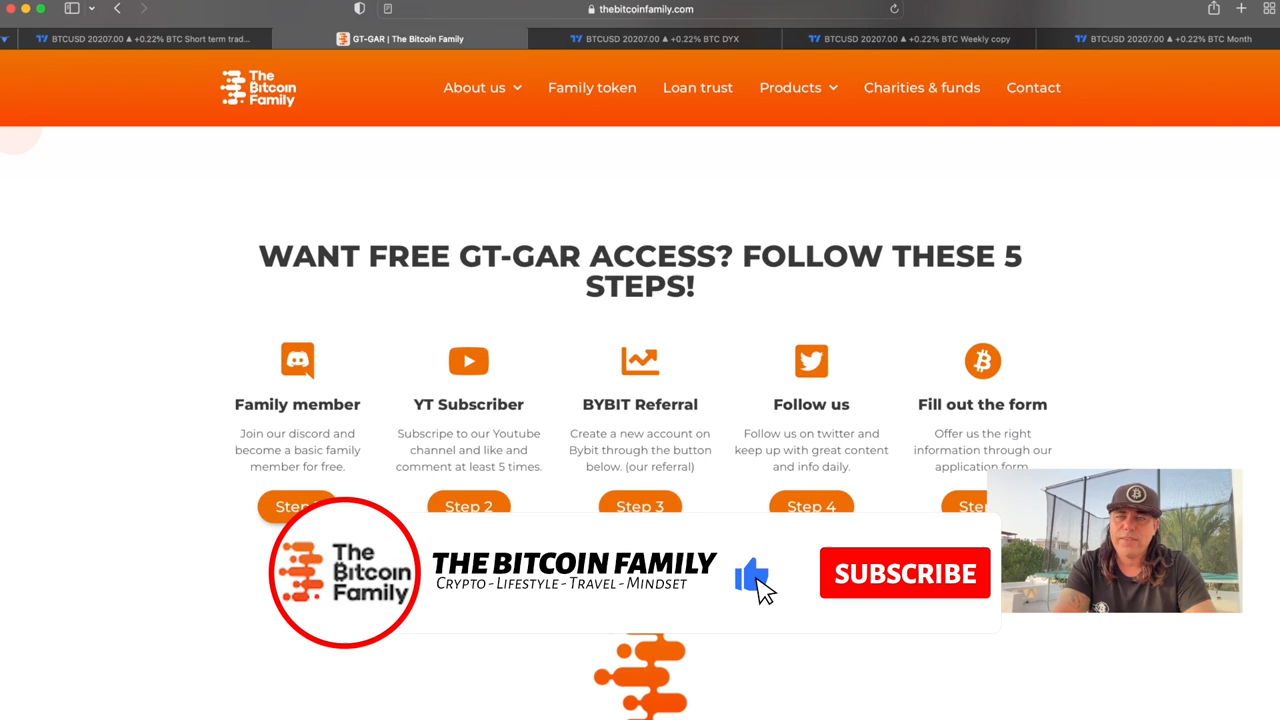 thebitcoinfamily.com
BTCUSD 20207.00 ▲ +0.22% BTC Short term trad...
GT-GAR | The Bitcoin Family
BTCUSD 20207.00 ▲ +0.22% BTC DYX
BTCUSD 20207.00 ▲ +0.22% BTC Weekly copy
BTCUSD 20207.00 ▲ +0.22% BTC Month
The
Bitcoin
Family
About us
Family token
Loan trust
Products
Charities & funds
Contact
WANT FREE GT-GAR ACCESS? FOLLOW THESE 5
STEPS!
Family member
Join our discord and
become a basic family
member for free.
YT Subscriber
Subscripe to our Youtube
channel and like and
comment at least 5 times.
BYBIT Referral
Create a new account on
Bybit through the button
below. (our referral)
Follow us
Follow us on twitter and
keep up with great content
and info daily.
Fill out the form
Offer us the right
information through our
application form
Step 2
Step 3
Step 4
The
Bitcoin
Family
THE BITCOIN FAMILY
CRYPTO - LIFESTYLE - TRAVEL - MINDSET
SUBSCRIBE